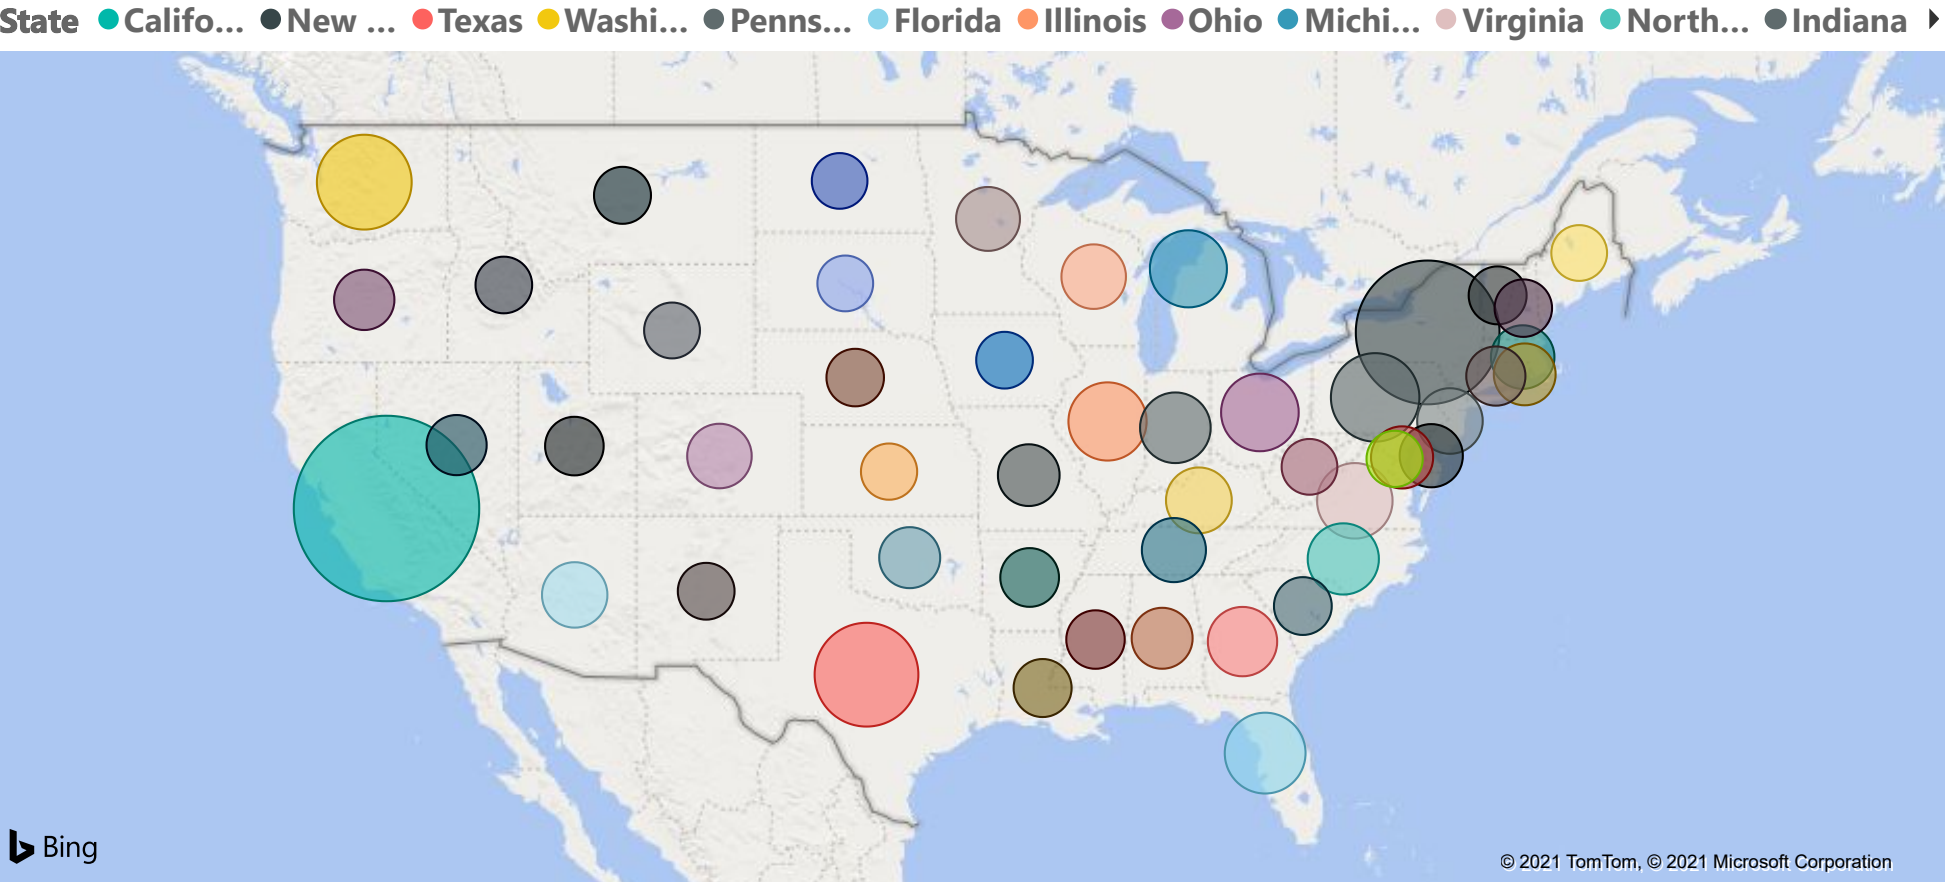 State Califo... New ... Texas Washi... Penns... Florida Illinois Ohio Michi... Virginia North... Indiana
Bing
© 2021 TomTom, © 2021 Microsoft Corporation